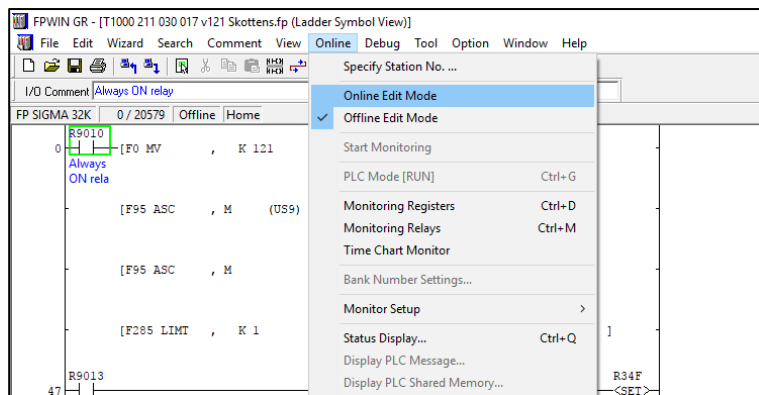 FPWIN GR - [T1000 211 030 017 v121 Skottens.fp (Ladder Symbol View)]
File Edit Wizard Search Comment View Online Debug Tool Option Window Help
I/O Comment Always ON relay
FP SIGMA 32K 0 / 20579 Offline Home
Specify Station No. ...
Online Edit Mode
✓ Offline Edit Mode
Start Monitoring
PLC Mode [RUN] Ctrl+G
Monitoring Registers Ctrl+D
Monitoring Relays Ctrl+M
Time Chart Monitor
Bank Number Settings...
Monitor Setup >
Status Display... Ctrl+Q
Display PLC Message...
Display PLC Shared Memory...
R9010
0 [F0 MV , K 121
Always
ON rela
[F95 ASC , M (US9)
[F95 ASC , M
[F285 LIMT , K 1 ]
R9013 R34F
47 <SET>